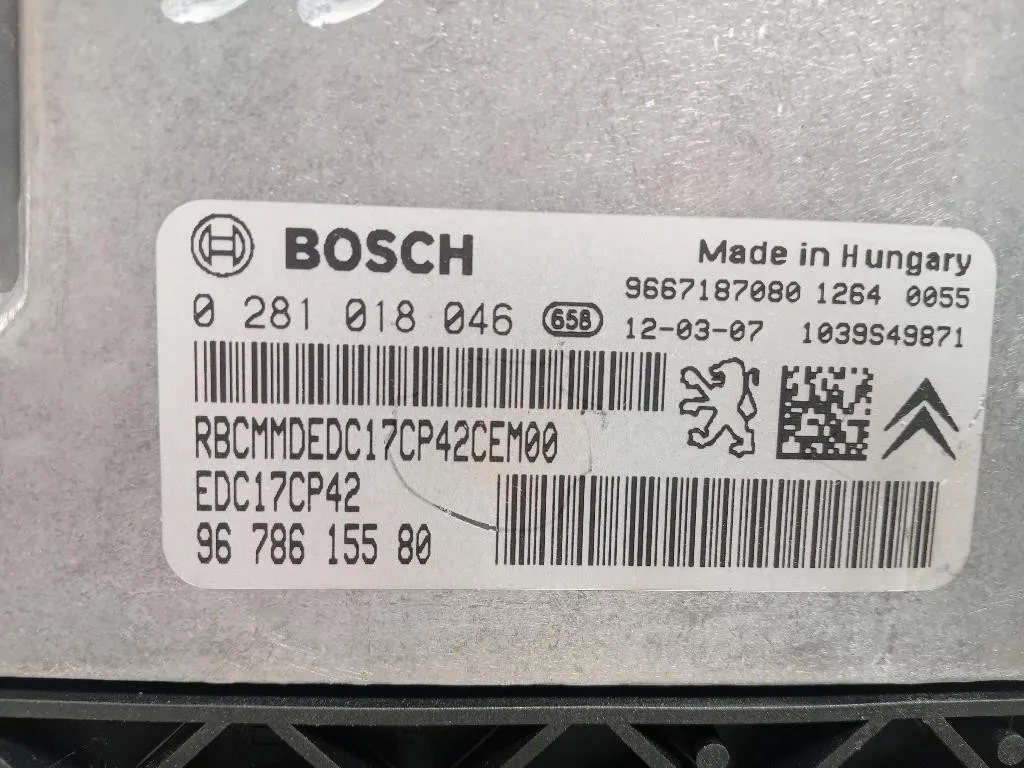 BOSCH
Made in Hungary
9667187080 1264 0055
0 281 018 046 658 12-03-07 1039S49871
RBCMMDEDC17CP42CEM00
EDC17CP42
96 786 155 80